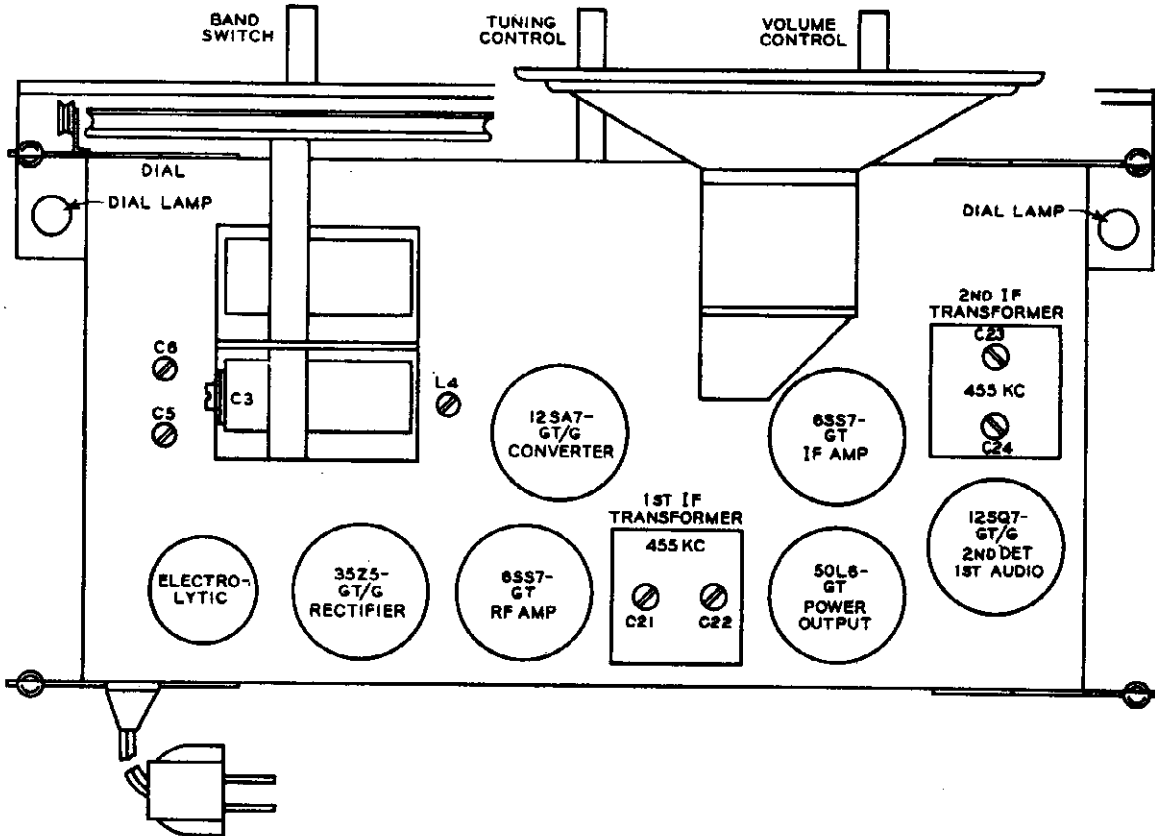 BAND
SWITCH
TUNING
CONTROL
VOLUME
CONTROL
DIAL
DIAL LAMP
DIAL LAMP
2ND IF
TRANSFORMER
C23
455 KC
C24
C6
C5
C3
L4
12SA7-
GT/G
CONVERTER
6SS7-
GT
IF AMP
1ST IF
TRANSFORMER
455 KC
C21
C22
12SQ7-
GT/G
2ND DET
1ST AUDIO
ELECTRO-
LYTIC
35Z5-
GT/G
RECTIFIER
6SS7-
GT
RF AMP
50L6-
GT
POWER
OUTPUT